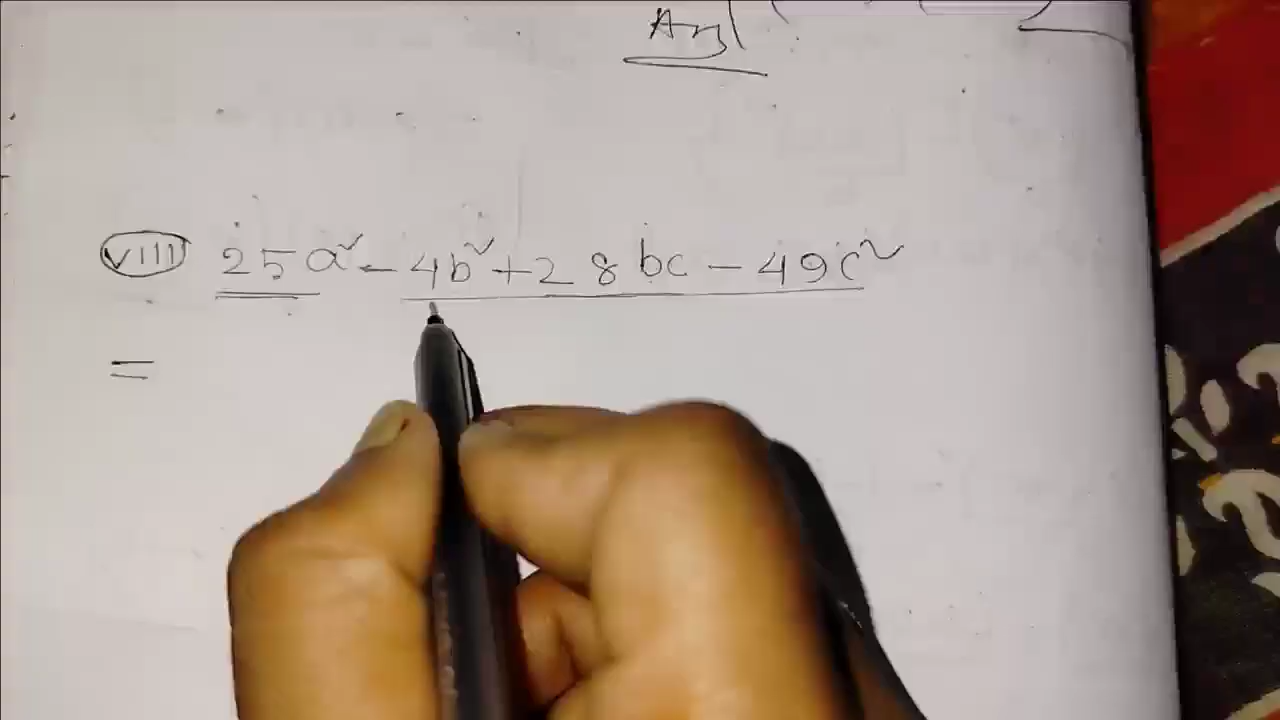 Ans
(viii) 25a² - 4b² + 28bc - 49c²
=